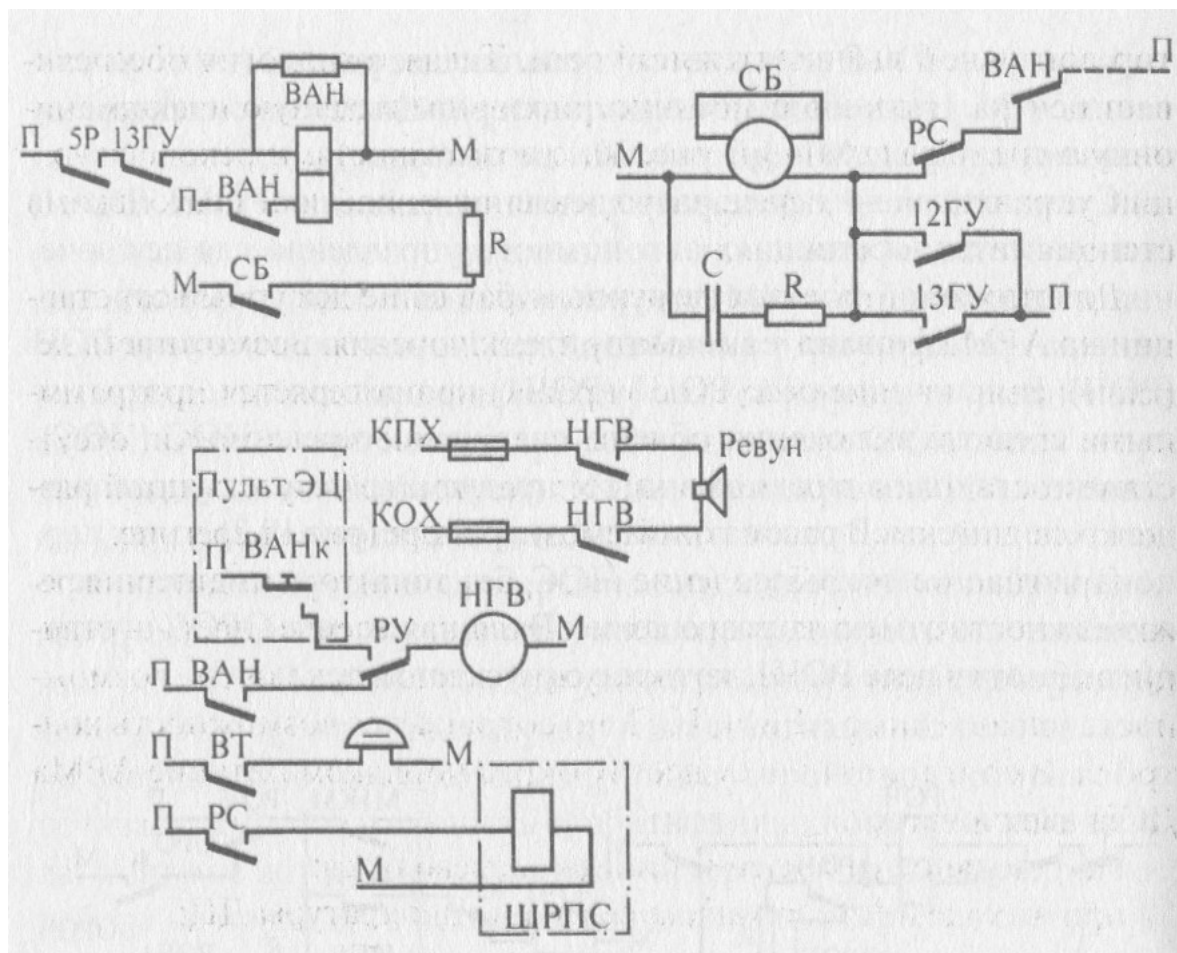 ВАН
П 5Р 13ГУ М
П ВАН
R
М СБ
П
ВАН
СБ
М РС
12ГУ
С R
13ГУ П
КПХ НГВ
Ревун
Пульт ЭЦ
КОХ НГВ
П ВАНк
НГВ
РУ М
П ВАН
П ВТ М
П РС
М
ШРПС